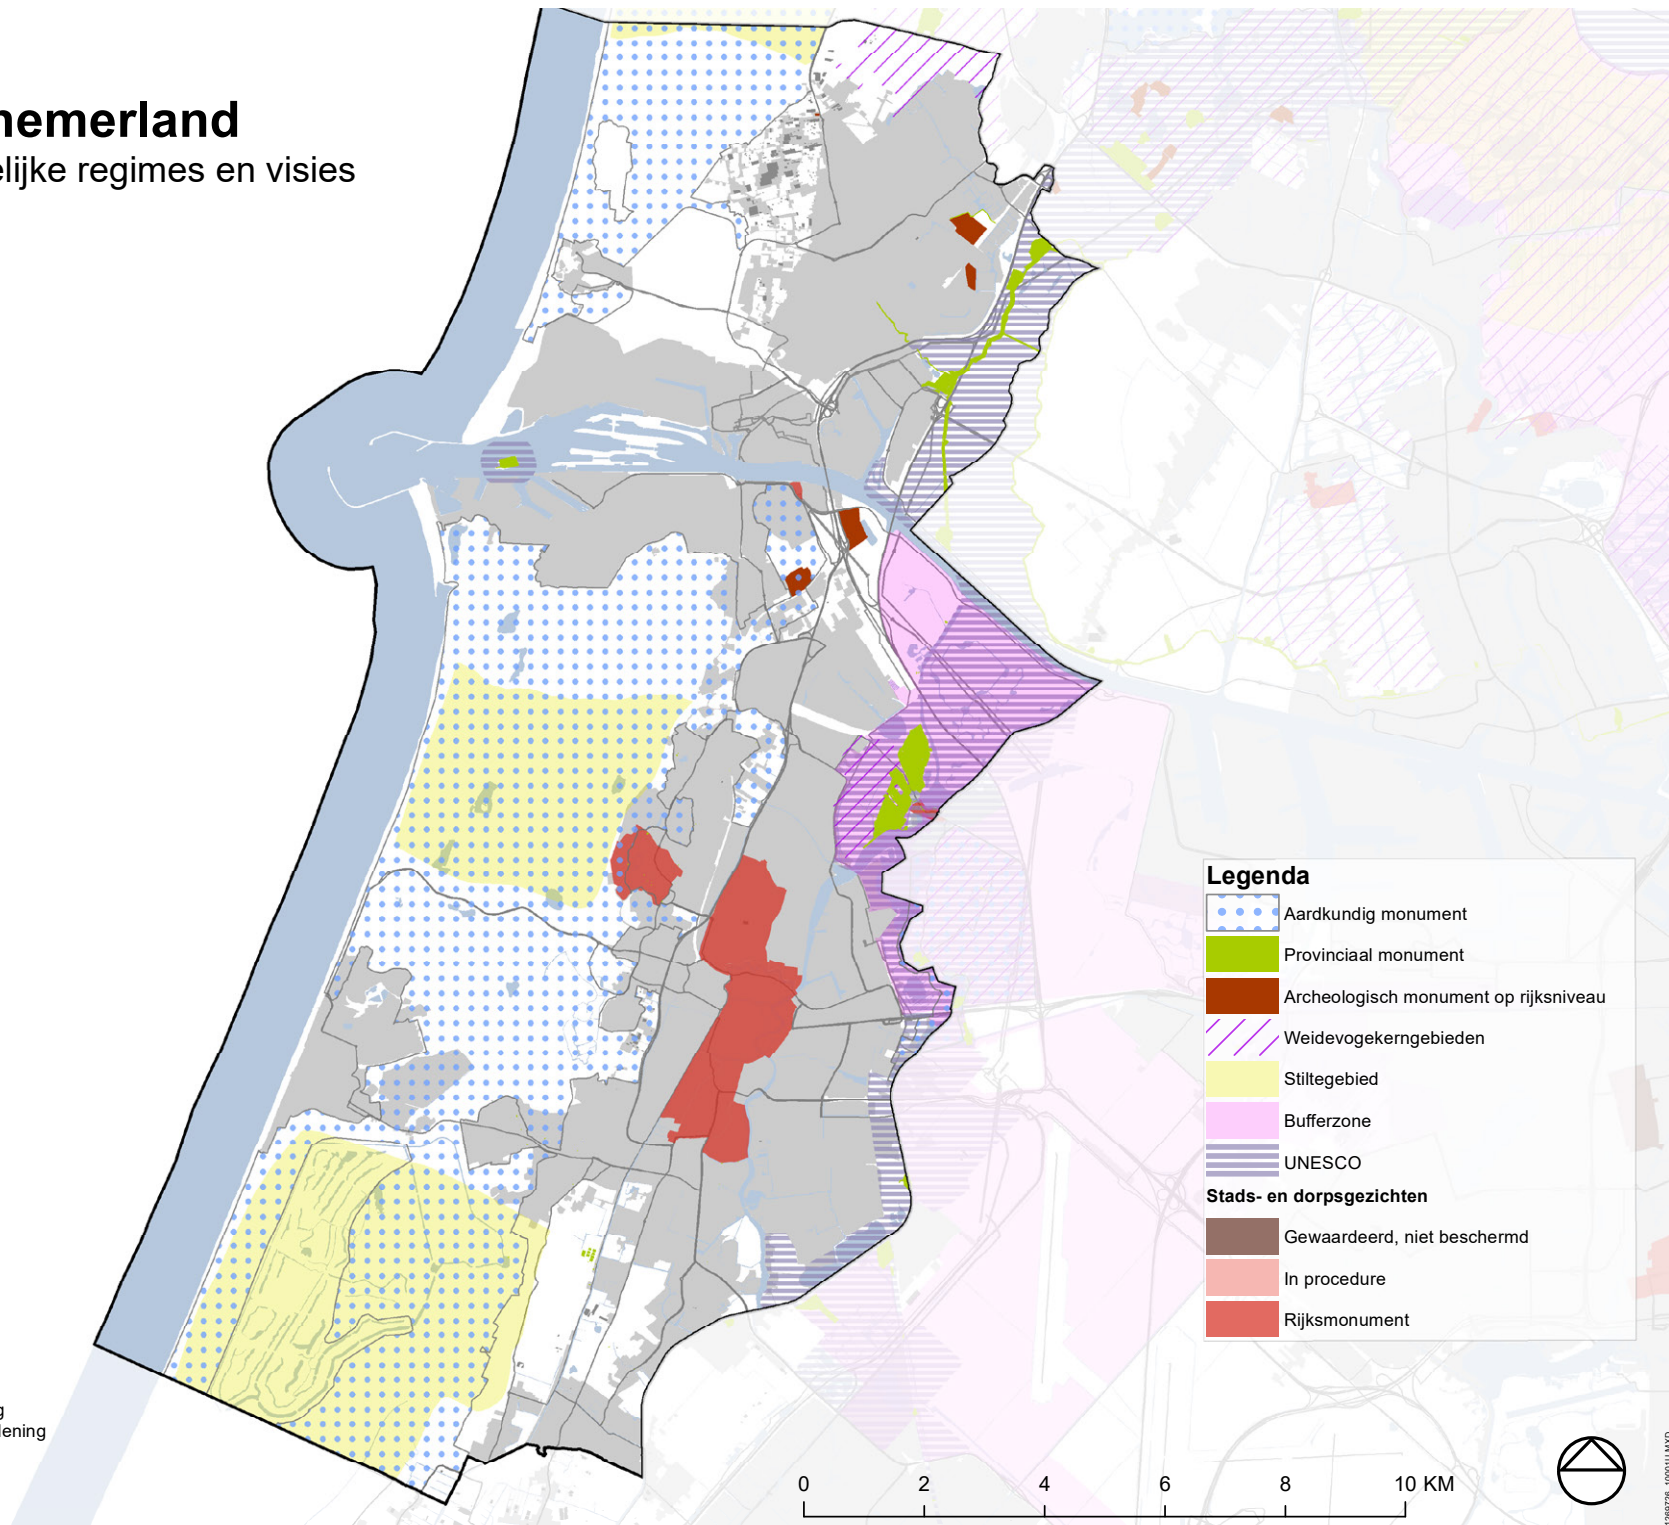 nemerland
elijke regimes en visies
Legenda
Aardkundig monument
Provinciaal monument
Archeologisch monument op rijksniveau
Weidevogekerngebieden
Stiltegebied
Bufferzone
UNESCO
Stads- en dorpsgezichten
Gewaardeerd, niet beschermd
In procedure
Rijksmonument
g
lening
0 2 4 6 8 10 KM